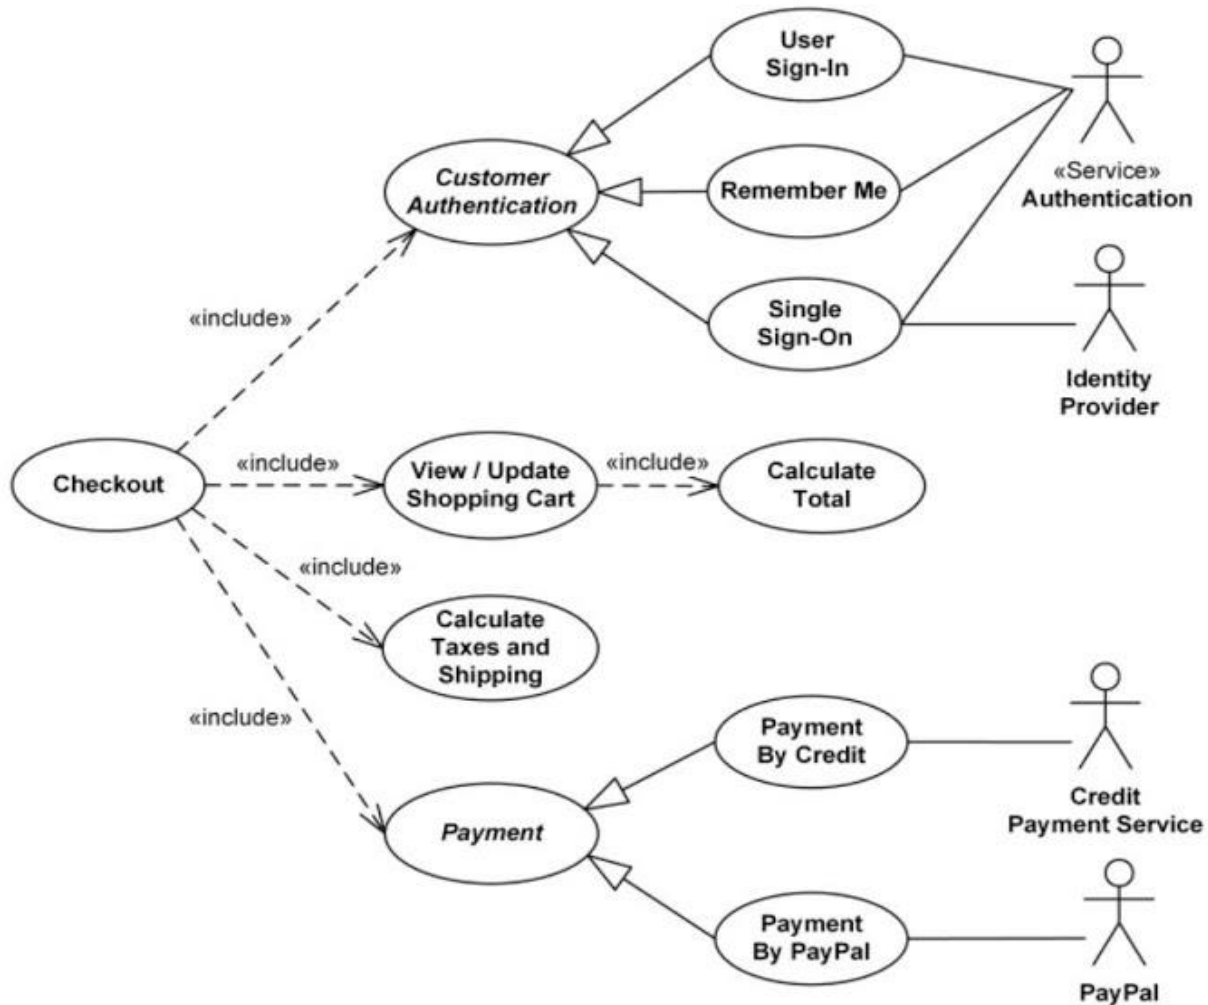 User
Sign-In
«Service»
Authentication
Customer
Authentication
Remember Me
Single
Sign-On
Identity
Provider
«include»
Checkout
«include»
View / Update
Shopping Cart
«include»
Calculate
Total
«include»
Calculate
Taxes and
Shipping
«include»
Payment
By Credit
Credit
Payment Service
Payment
Payment
By PayPal
PayPal